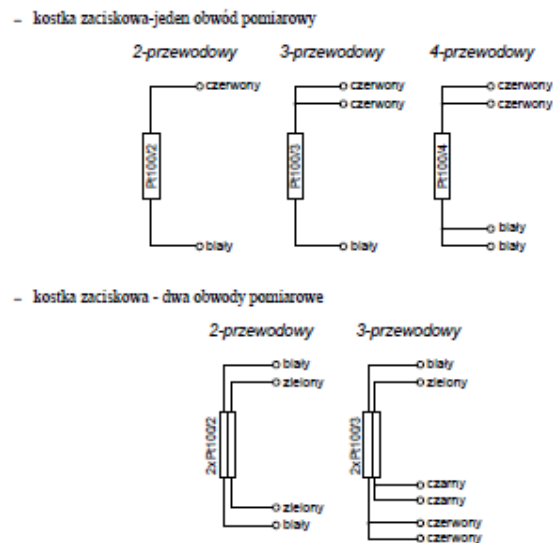 – kostka zaciskowa-jeden obwód pomiarowy
2-przewodowy 3-przewodowy 4-przewodowy
czerwony czerwony czerwony
czerwony czerwony
Pt100/2 Pt100/3 Pt100/4
biały
biały biały biały
– kostka zaciskowa - dwa obwody pomiarowe
2-przewodowy 3-przewodowy
biały biały
zielony zielony
2xPt100/2 2xPt100/3
czarny
zielony czarny
biały czerwony
czerwony